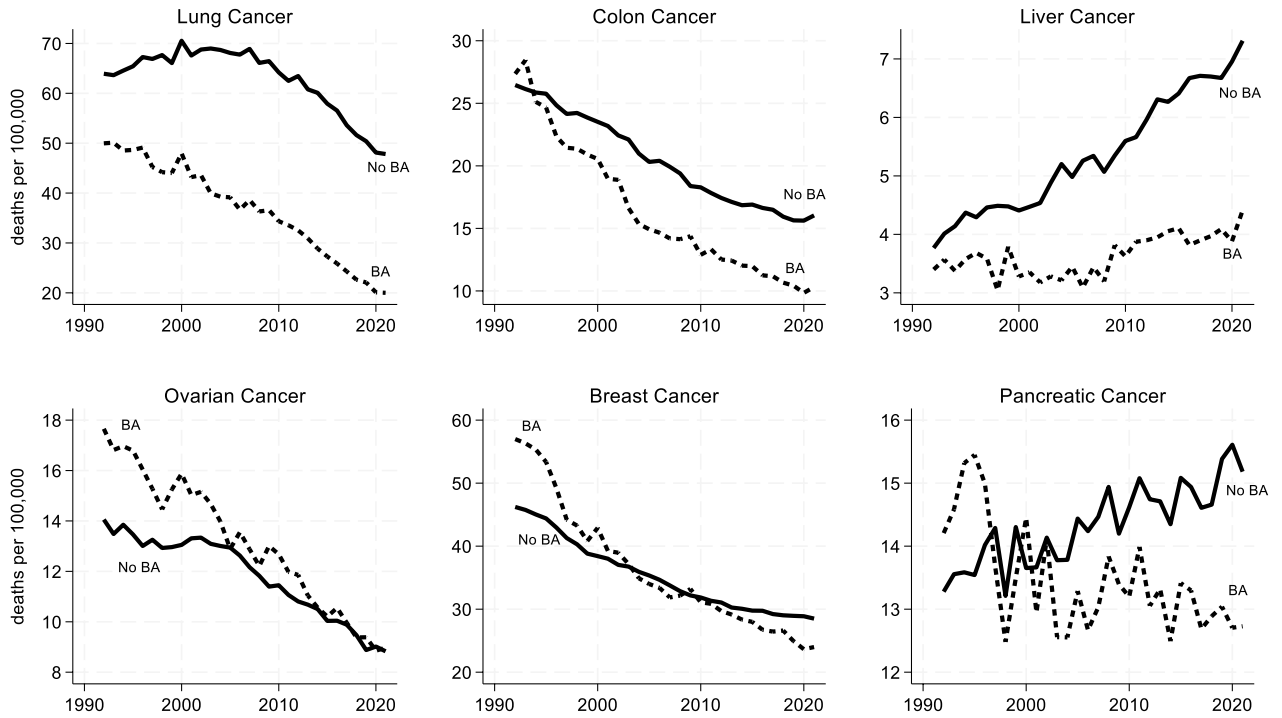 Lung Cancer
deaths per 100,000
70
60
50
40
30
20
No BA
BA
1990 2000 2010 2020
Colon Cancer
30
25
20
15
10
No BA
BA
1990 2000 2010 2020
Liver Cancer
7
6
5
4
3
No BA
BA
1990 2000 2010 2020
Ovarian Cancer
deaths per 100,000
18
16
14
12
10
8
BA
No BA
1990 2000 2010 2020
Breast Cancer
60
50
40
30
20
BA
No BA
1990 2000 2010 2020
Pancreatic Cancer
16
15
14
13
12
No BA
BA
1990 2000 2010 2020